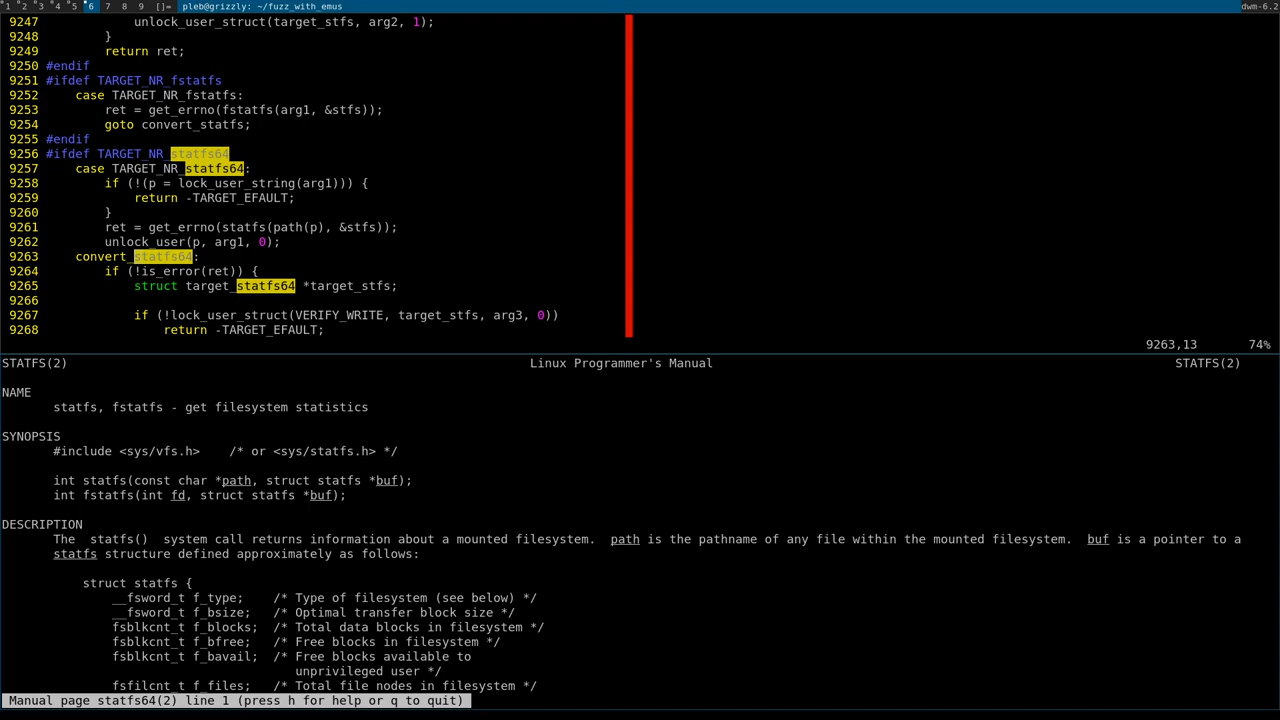 1 2 3 4 5 6 7 8 9 []= pleb@grizzly: ~/fuzz_with_emus dwm-6.2
9247 unlock_user_struct(target_stfs, arg2, 1);
9248 }
9249 return ret;
9250 #endif
9251 #ifdef TARGET_NR_fstatfs
9252 case TARGET_NR_fstatfs:
9253 ret = get_errno(fstatfs(arg1, &stfs));
9254 goto convert_statfs;
9255 #endif
9256 #ifdef TARGET_NR_statfs64
9257 case TARGET_NR_statfs64:
9258 if (!(p = lock_user_string(arg1))) {
9259 return -TARGET_EFAULT;
9260 }
9261 ret = get_errno(statfs(path(p), &stfs));
9262 unlock_user(p, arg1, 0);
9263 convert_statfs64:
9264 if (!is_error(ret)) {
9265 struct target_statfs64 *target_stfs;
9266
9267 if (!lock_user_struct(VERIFY_WRITE, target_stfs, arg3, 0))
9268 return -TARGET_EFAULT;
9263,13 74%
STATFS(2) Linux Programmer's Manual STATFS(2)
NAME
statfs, fstatfs - get filesystem statistics
SYNOPSIS
#include <sys/vfs.h> /* or <sys/statfs.h> */
int statfs(const char *path, struct statfs *buf);
int fstatfs(int fd, struct statfs *buf);
DESCRIPTION
The statfs() system call returns information about a mounted filesystem. path is the pathname of any file within the mounted filesystem. buf is a pointer to a
statfs structure defined approximately as follows:
struct statfs {
__fsword_t f_type; /* Type of filesystem (see below) */
__fsword_t f_bsize; /* Optimal transfer block size */
fsblkcnt_t f_blocks; /* Total data blocks in filesystem */
fsblkcnt_t f_bfree; /* Free blocks in filesystem */
fsblkcnt_t f_bavail; /* Free blocks available to
unprivileged user */
fsfilcnt_t f_files; /* Total file nodes in filesystem */
Manual page statfs64(2) line 1 (press h for help or q to quit)